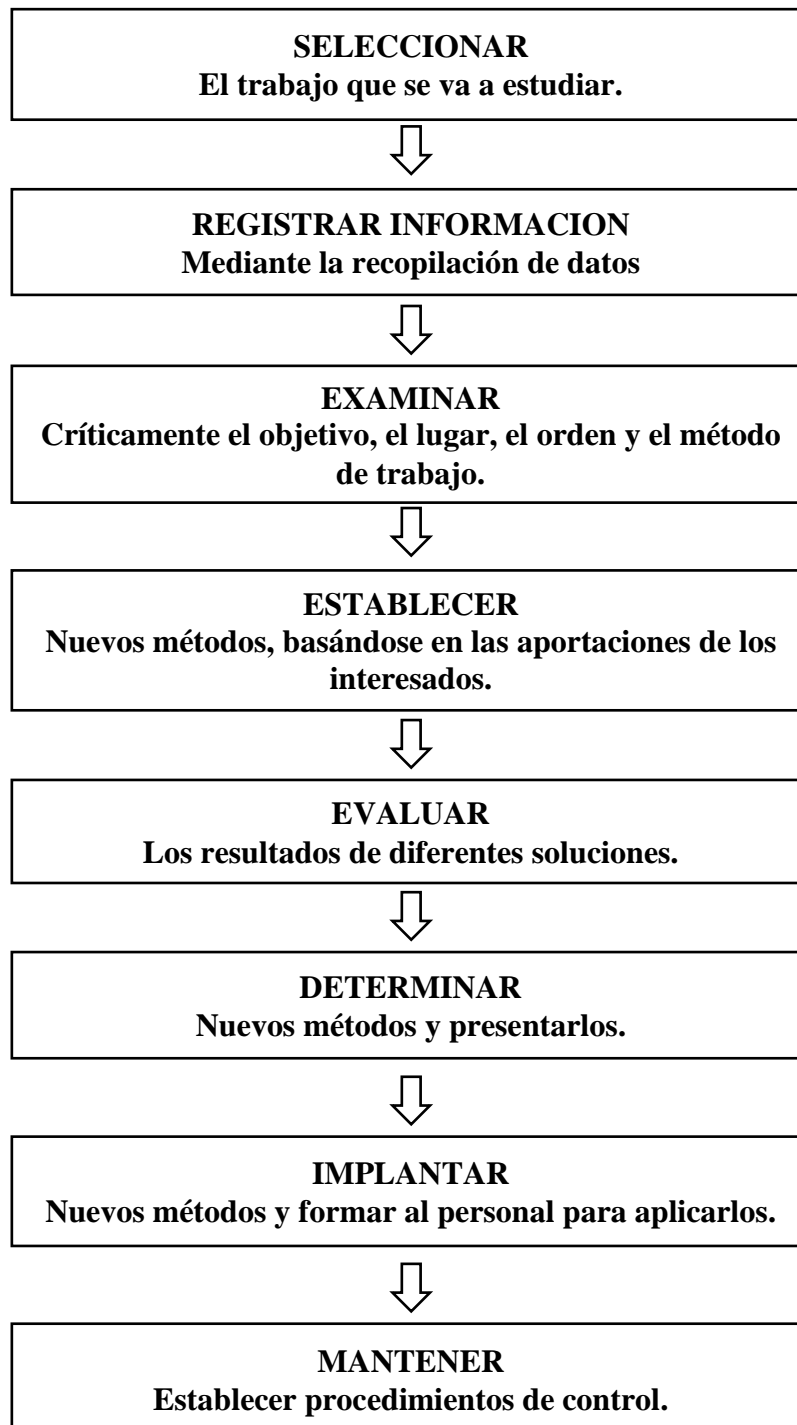 SELECCIONAR
El trabajo que se va a estudiar.
REGISTRAR INFORMACION
Mediante la recopilación de datos
EXAMINAR
Críticamente el objetivo, el lugar, el orden y el método
de trabajo.
ESTABLECER
Nuevos métodos, basándose en las aportaciones de los
interesados.
EVALUAR
Los resultados de diferentes soluciones.
DETERMINAR
Nuevos métodos y presentarlos.
IMPLANTAR
Nuevos métodos y formar al personal para aplicarlos.
MANTENER
Establecer procedimientos de control.